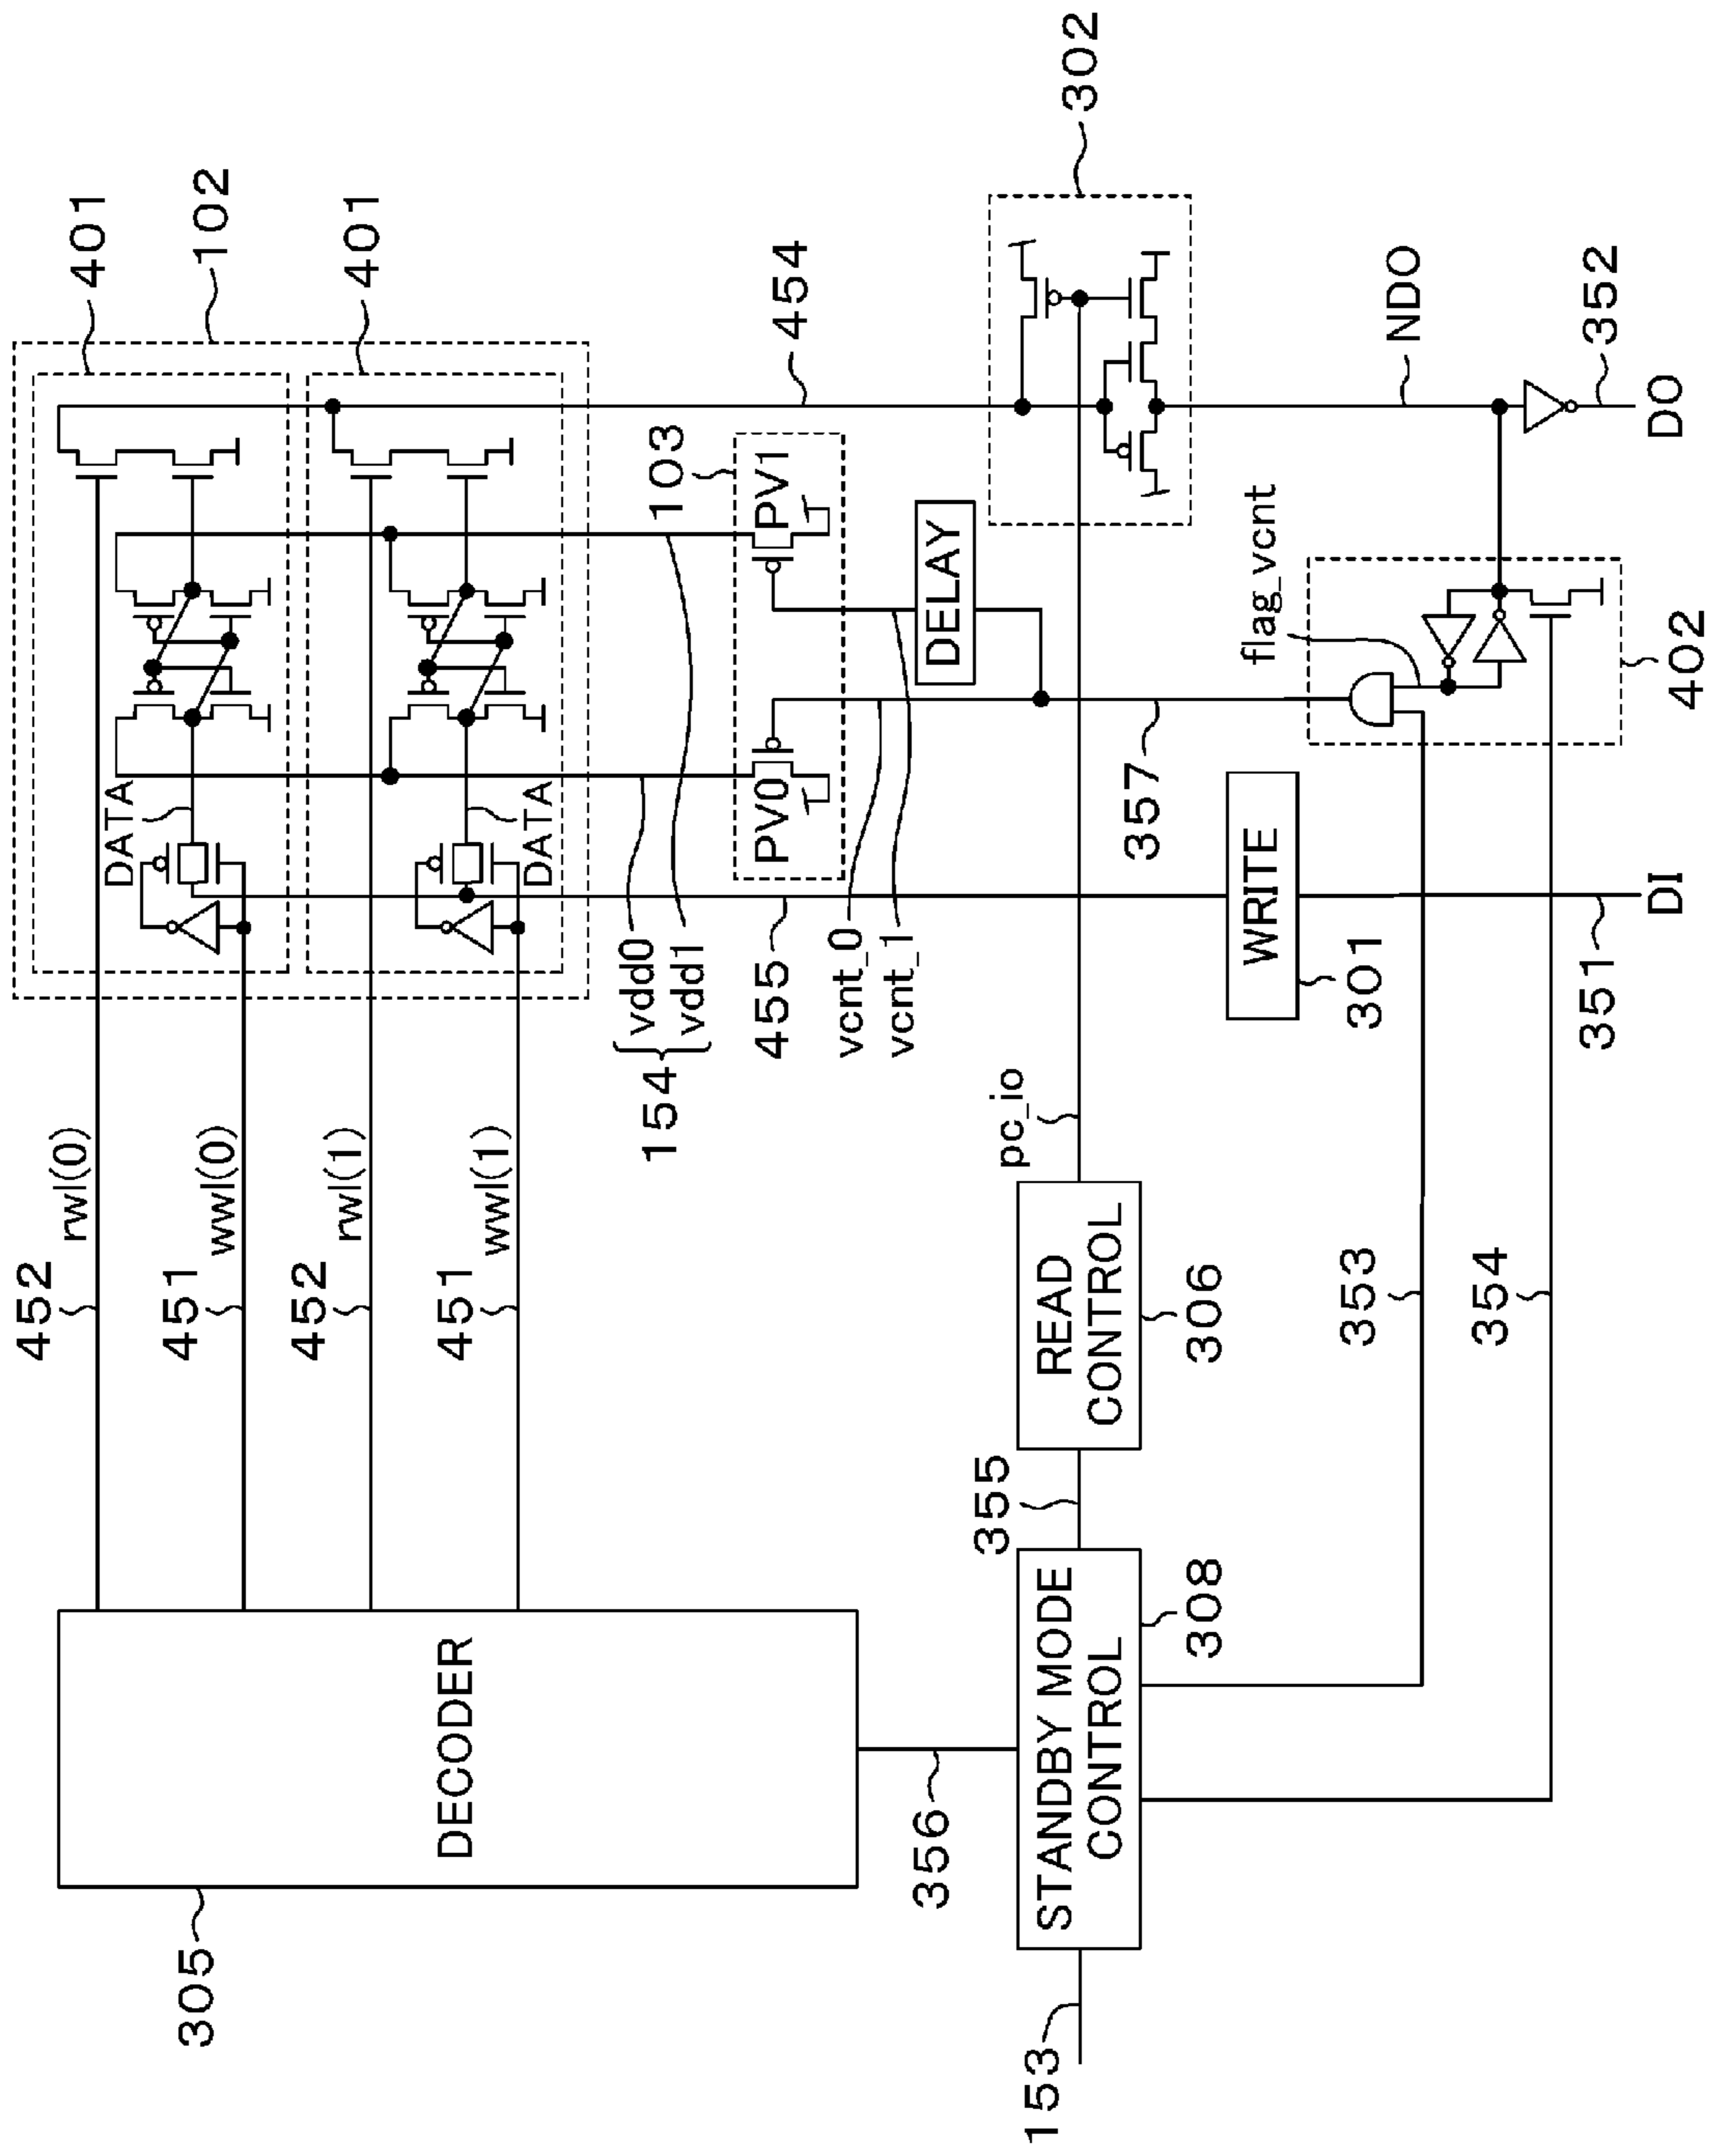 305
DECODER
452
rwl(0)
451
wwl(0)
452
rwl(1)
451
wwl(1)
401
102
401
DATA
DATA
154
vdd0
vdd1
103
PV0
PV1
455
454
vcnt_0
vcnt_1
DELAY
302
356
153
STANDBY MODE
CONTROL
308
355
READ
CONTROL
306
pc_io
357
WRITE
301
flag_vcnt
NDO
402
353
354
351
DI
352
DO